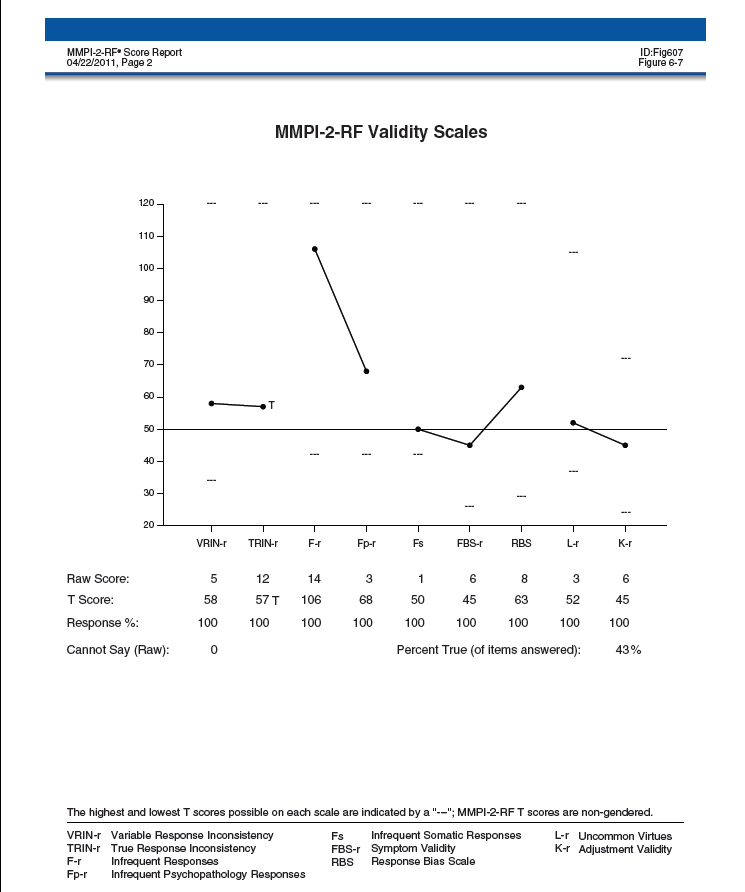 MMPI-2-RF® Score Report ID:Fig607
04/22/2011, Page 2 Figure 6-7
MMPI-2-RF Validity Scales
120 --- --- --- --- --- --- ---
110
---
100
90
80
---
70
60
T
50
--- --- ---
40
---
---
30
---
---
---
20
VRIN-r TRIN-r F-r Fp-r Fs FBS-r RBS L-r K-r
Raw Score: 5 12 14 3 1 6 8 3 6
T Score: 58 57 T 106 68 50 45 63 52 45
Response %: 100 100 100 100 100 100 100 100 100
Cannot Say (Raw): 0 Percent True (of items answered): 43%
The highest and lowest T scores possible on each scale are indicated by a "---"; MMPI-2-RF T scores are non-gendered.
VRIN-r Variable Response Inconsistency Fs Infrequent Somatic Responses L-r Uncommon Virtues
TRIN-r True Response Inconsistency FBS-r Symptom Validity K-r Adjustment Validity
F-r Infrequent Responses RBS Response Bias Scale
Fp-r Infrequent Psychopathology Responses